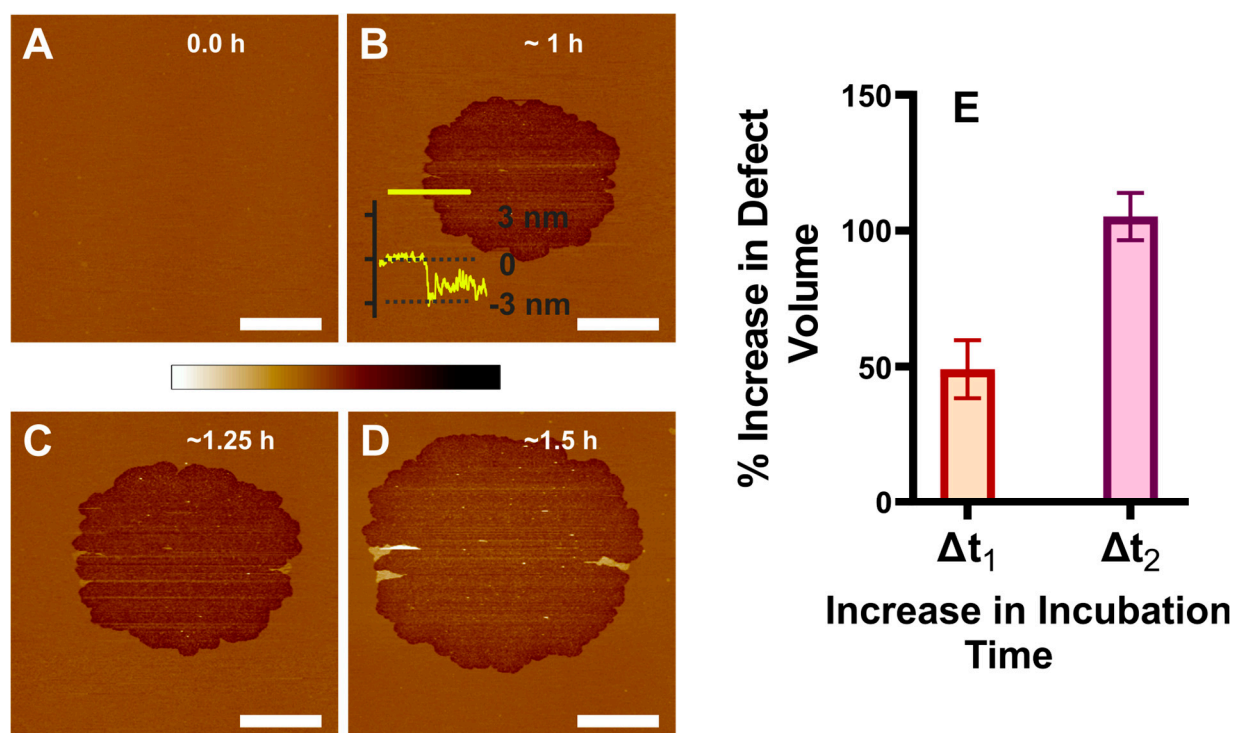 A
0.0 h
B
~ 1 h
3 nm
0
-3 nm
C
~1.25 h
D
~1.5 h
E
% Increase in Defect
Volume
150
100
50
0
Δt₁
Δt₂
Increase in Incubation
Time